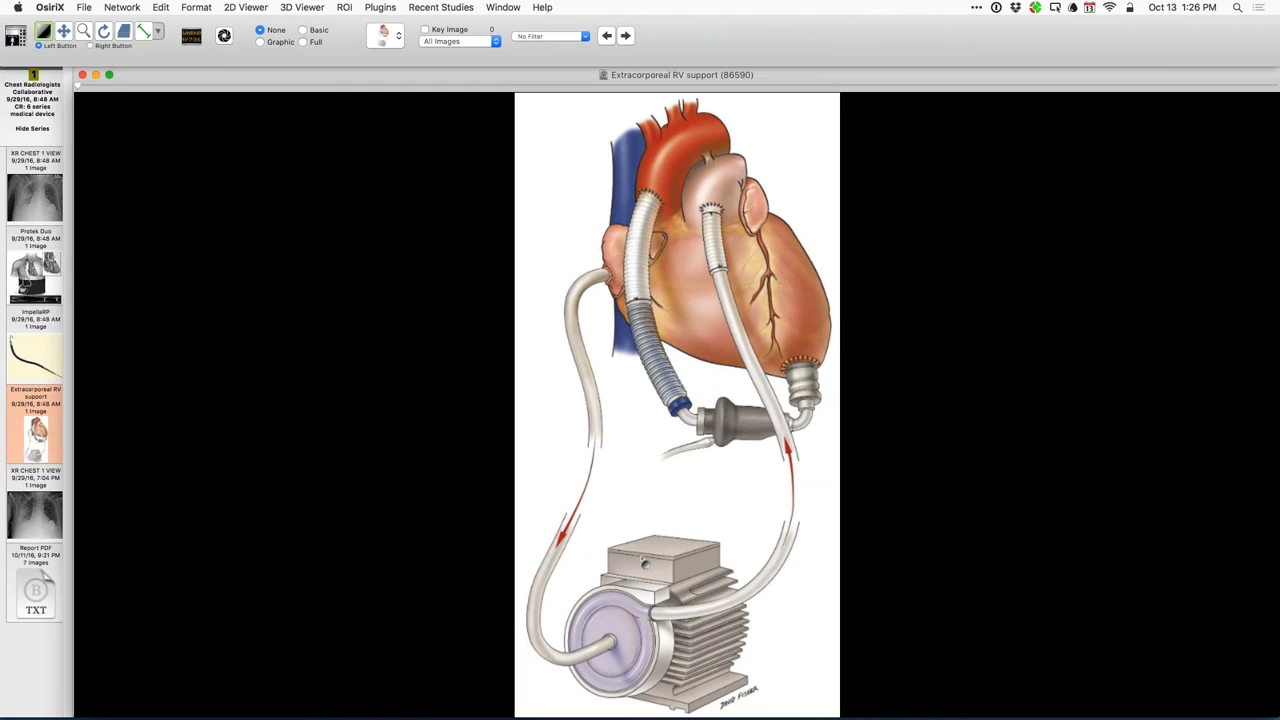 OsiriX File Network Edit Format 2D Viewer 3D Viewer ROI Plugins Recent Studies Window Help
13
Oct 13 1:26 PM
None
Basic
Key Image 0
Left Button Right Button
Graphic
Full
All Images
No Filter
Extracorporeal RV support (86590)
1
Chest Radiologists
Collaborative
9/29/16, 8:48 AM
CR: 6 series
medical device
Hide Series
XR CHEST 1 VIEW
9/29/16, 8:48 AM
1 Image
Protek Duo
9/29/16, 8:48 AM
1 Image
ImpellaRP
9/29/16, 8:48 AM
1 Image
Extracorporeal RV
support
9/29/16, 8:48 AM
1 Image
XR CHEST 1 VIEW
9/29/16, 7:04 PM
1 Image
Report PDF
10/11/16, 9:21 PM
7 Images
B
TXT
DAVID FISHER